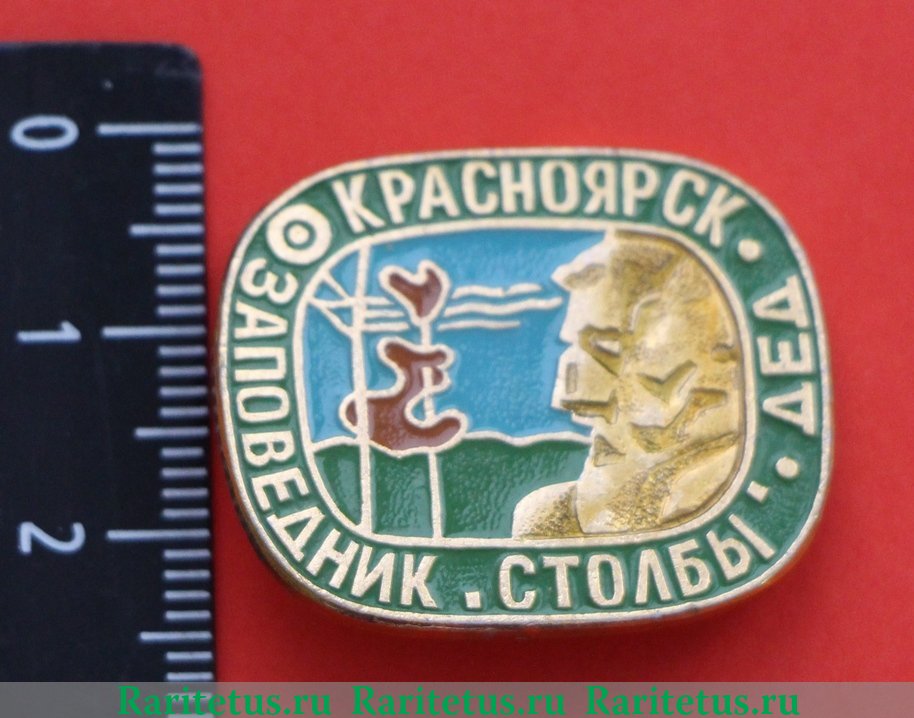 КРАСНОЯРСК · ДЕД ·
ЗАПОВЕДНИК „СТОЛБЫ"
0
1
2
Raritetus.ru Raritetus.ru Raritetus.ru